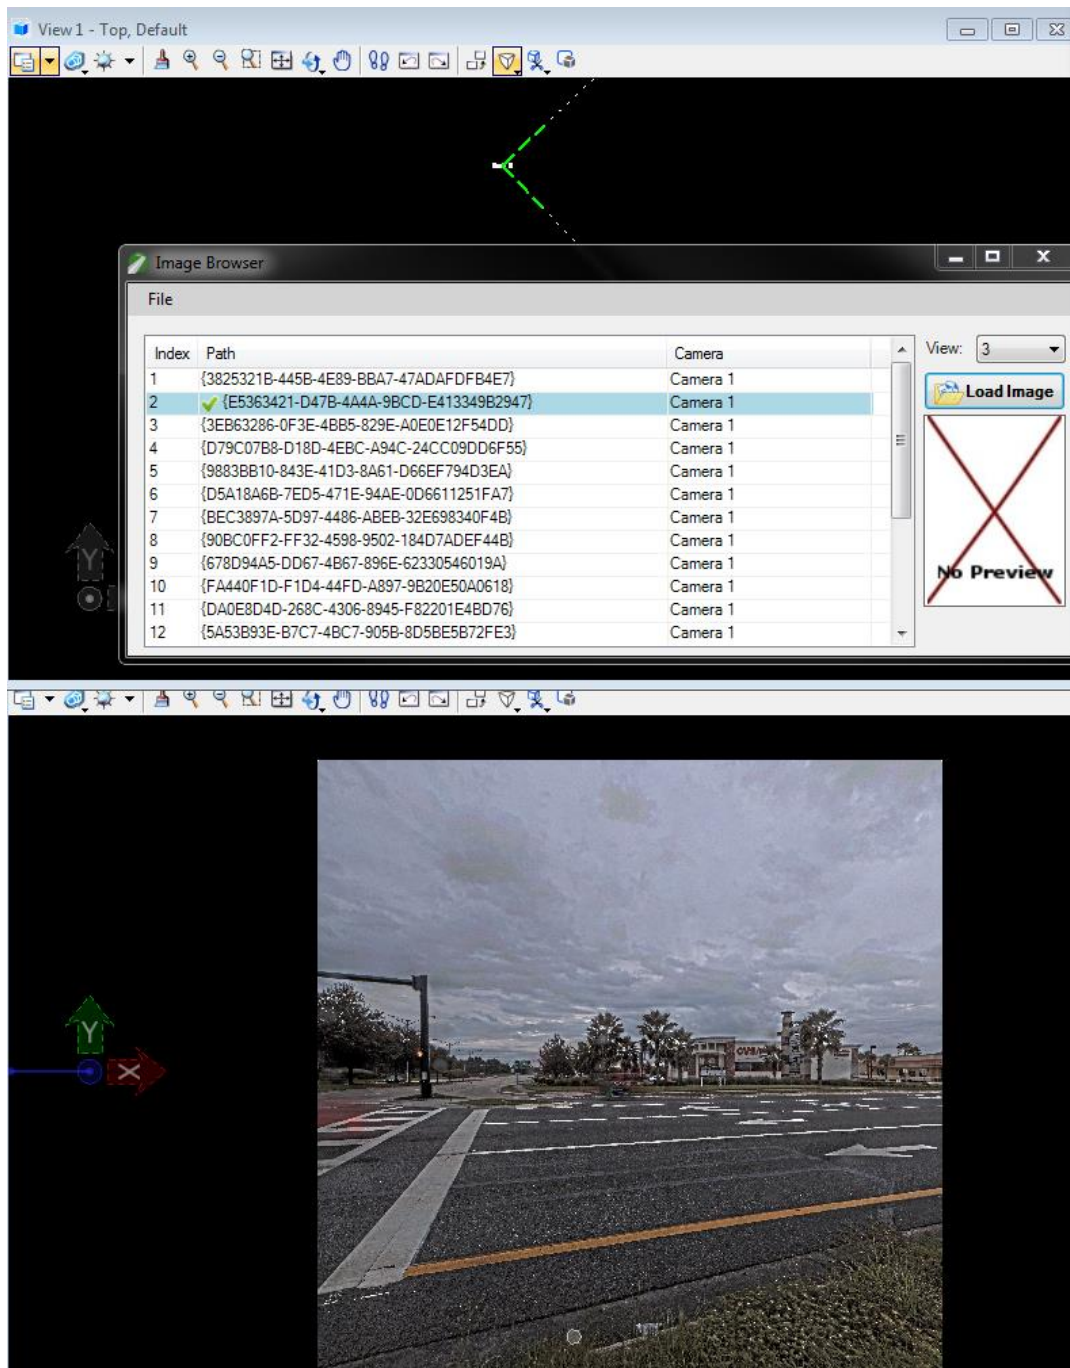 View 1 - Top, Default
Image Browser
File
Index Path Camera
1 {3825321B-445B-4E89-BBA7-47ADAFDFB4E7} Camera 1
2 {E5363421-D47B-4A4A-9BCD-E413349B2947} Camera 1
3 {3EB63286-0F3E-4BB5-829E-A0E0E12F54DD} Camera 1
4 {D79C07B8-D18D-4EBC-A94C-24CC09DD6F55} Camera 1
5 {9883BB10-843E-41D3-8A61-D66EF794D3EA} Camera 1
6 {D5A18A6B-7ED5-471E-94AE-0D6611251FA7} Camera 1
7 {BEC3897A-5D97-4486-ABEB-32E698340F4B} Camera 1
8 {90BC0FF2-FF32-4598-9502-184D7ADEF44B} Camera 1
9 {678D94A5-DD67-4B67-896E-62330546019A} Camera 1
10 {FA440F1D-F1D4-44FD-A897-9B20E50A0618} Camera 1
11 {DA0E8D4D-268C-4306-8945-F82201E4BD76} Camera 1
12 {5A53B93E-B7C7-4BC7-905B-8D5BE5B72FE3} Camera 1
View: 3
Load Image
No Preview
Y
Y
X